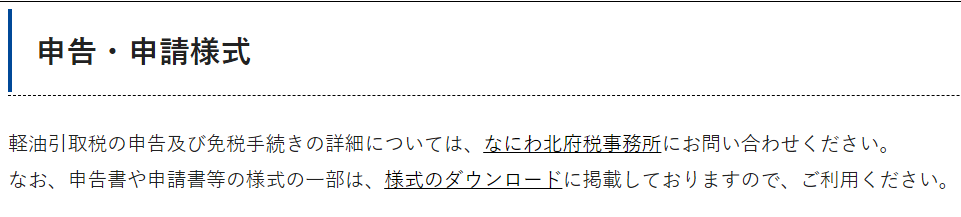 申告・申請様式
軽油引取税の申告及び免税手続きの詳細については、なにわ北府税事務所にお問い合わせください。
なお、申告書や申請書等の様式の一部は、様式のダウンロードに掲載しておりますので、ご利用ください。